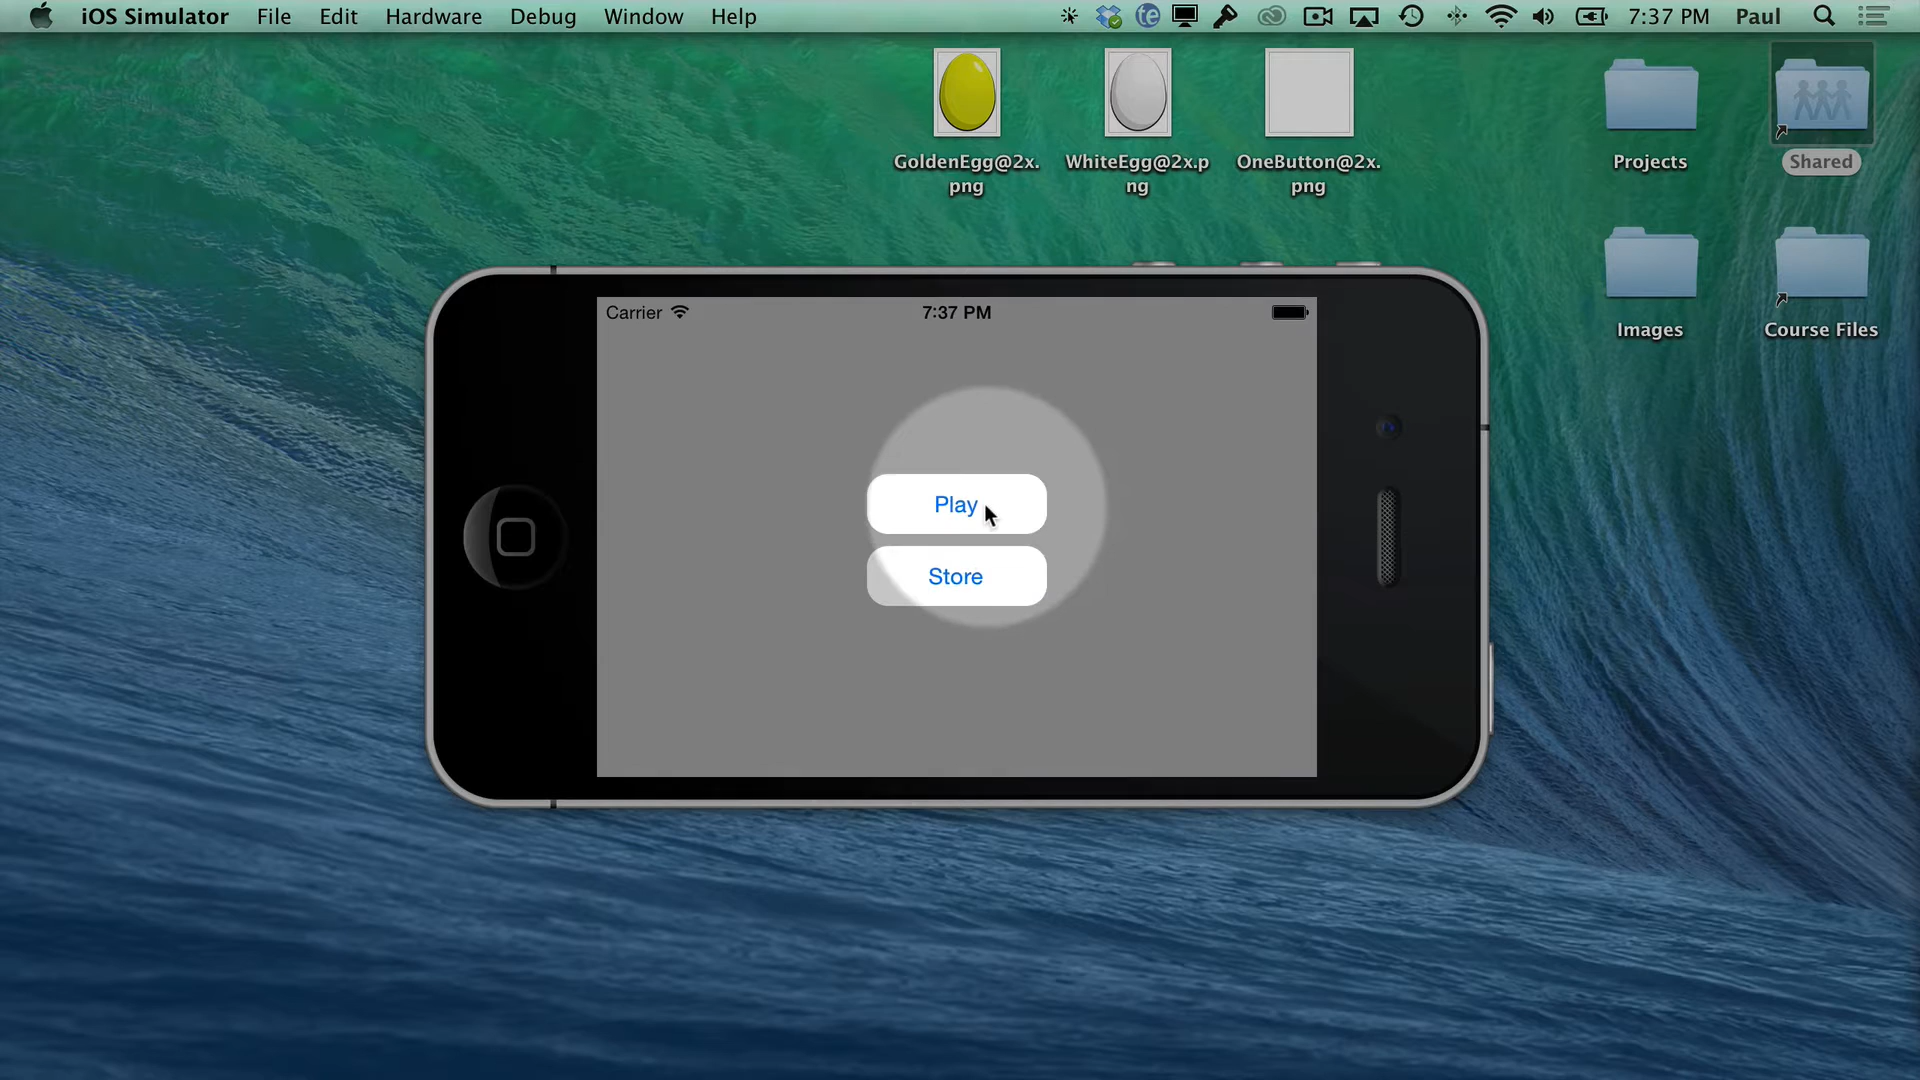 iOS Simulator File Edit Hardware Debug Window Help te 7:37 PM Paul
GoldenEgg@2x.
png
WhiteEgg@2x.p
ng
OneButton@2x.
png
Projects
Shared
Images
Course Files
Carrier 7:37 PM
Play
Store